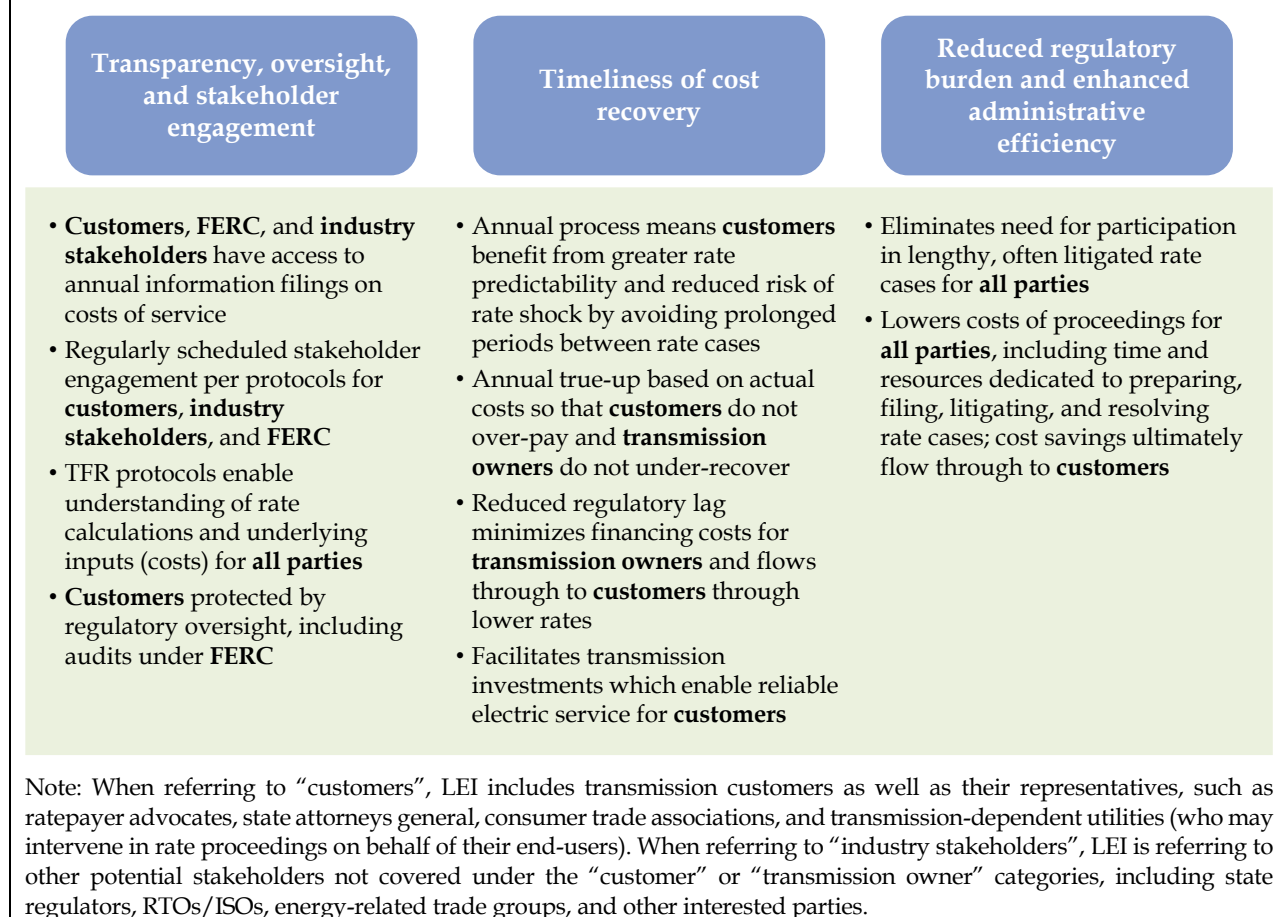 Transparency, oversight,
and stakeholder
engagement
Timeliness of cost
recovery
Reduced regulatory
burden and enhanced
administrative
efficiency
• Customers, FERC, and industry
stakeholders have access to
annual information filings on
costs of service
• Regularly scheduled stakeholder
engagement per protocols for
customers, industry
stakeholders, and FERC
• TFR protocols enable
understanding of rate
calculations and underlying
inputs (costs) for all parties
• Customers protected by
regulatory oversight, including
audits under FERC
• Annual process means customers
benefit from greater rate
predictability and reduced risk of
rate shock by avoiding prolonged
periods between rate cases
• Annual true-up based on actual
costs so that customers do not
over-pay and transmission
owners do not under-recover
• Reduced regulatory lag
minimizes financing costs for
transmission owners and flows
through to customers through
lower rates
• Facilitates transmission
investments which enable reliable
electric service for customers
• Eliminates need for participation
in lengthy, often litigated rate
cases for all parties
• Lowers costs of proceedings for
all parties, including time and
resources dedicated to preparing,
filing, litigating, and resolving
rate cases; cost savings ultimately
flow through to customers
Note: When referring to “customers”, LEI includes transmission customers as well as their representatives, such as
ratepayer advocates, state attorneys general, consumer trade associations, and transmission-dependent utilities (who may
intervene in rate proceedings on behalf of their end-users). When referring to “industry stakeholders”, LEI is referring to
other potential stakeholders not covered under the “customer” or “transmission owner” categories, including state
regulators, RTOs/ISOs, energy-related trade groups, and other interested parties.